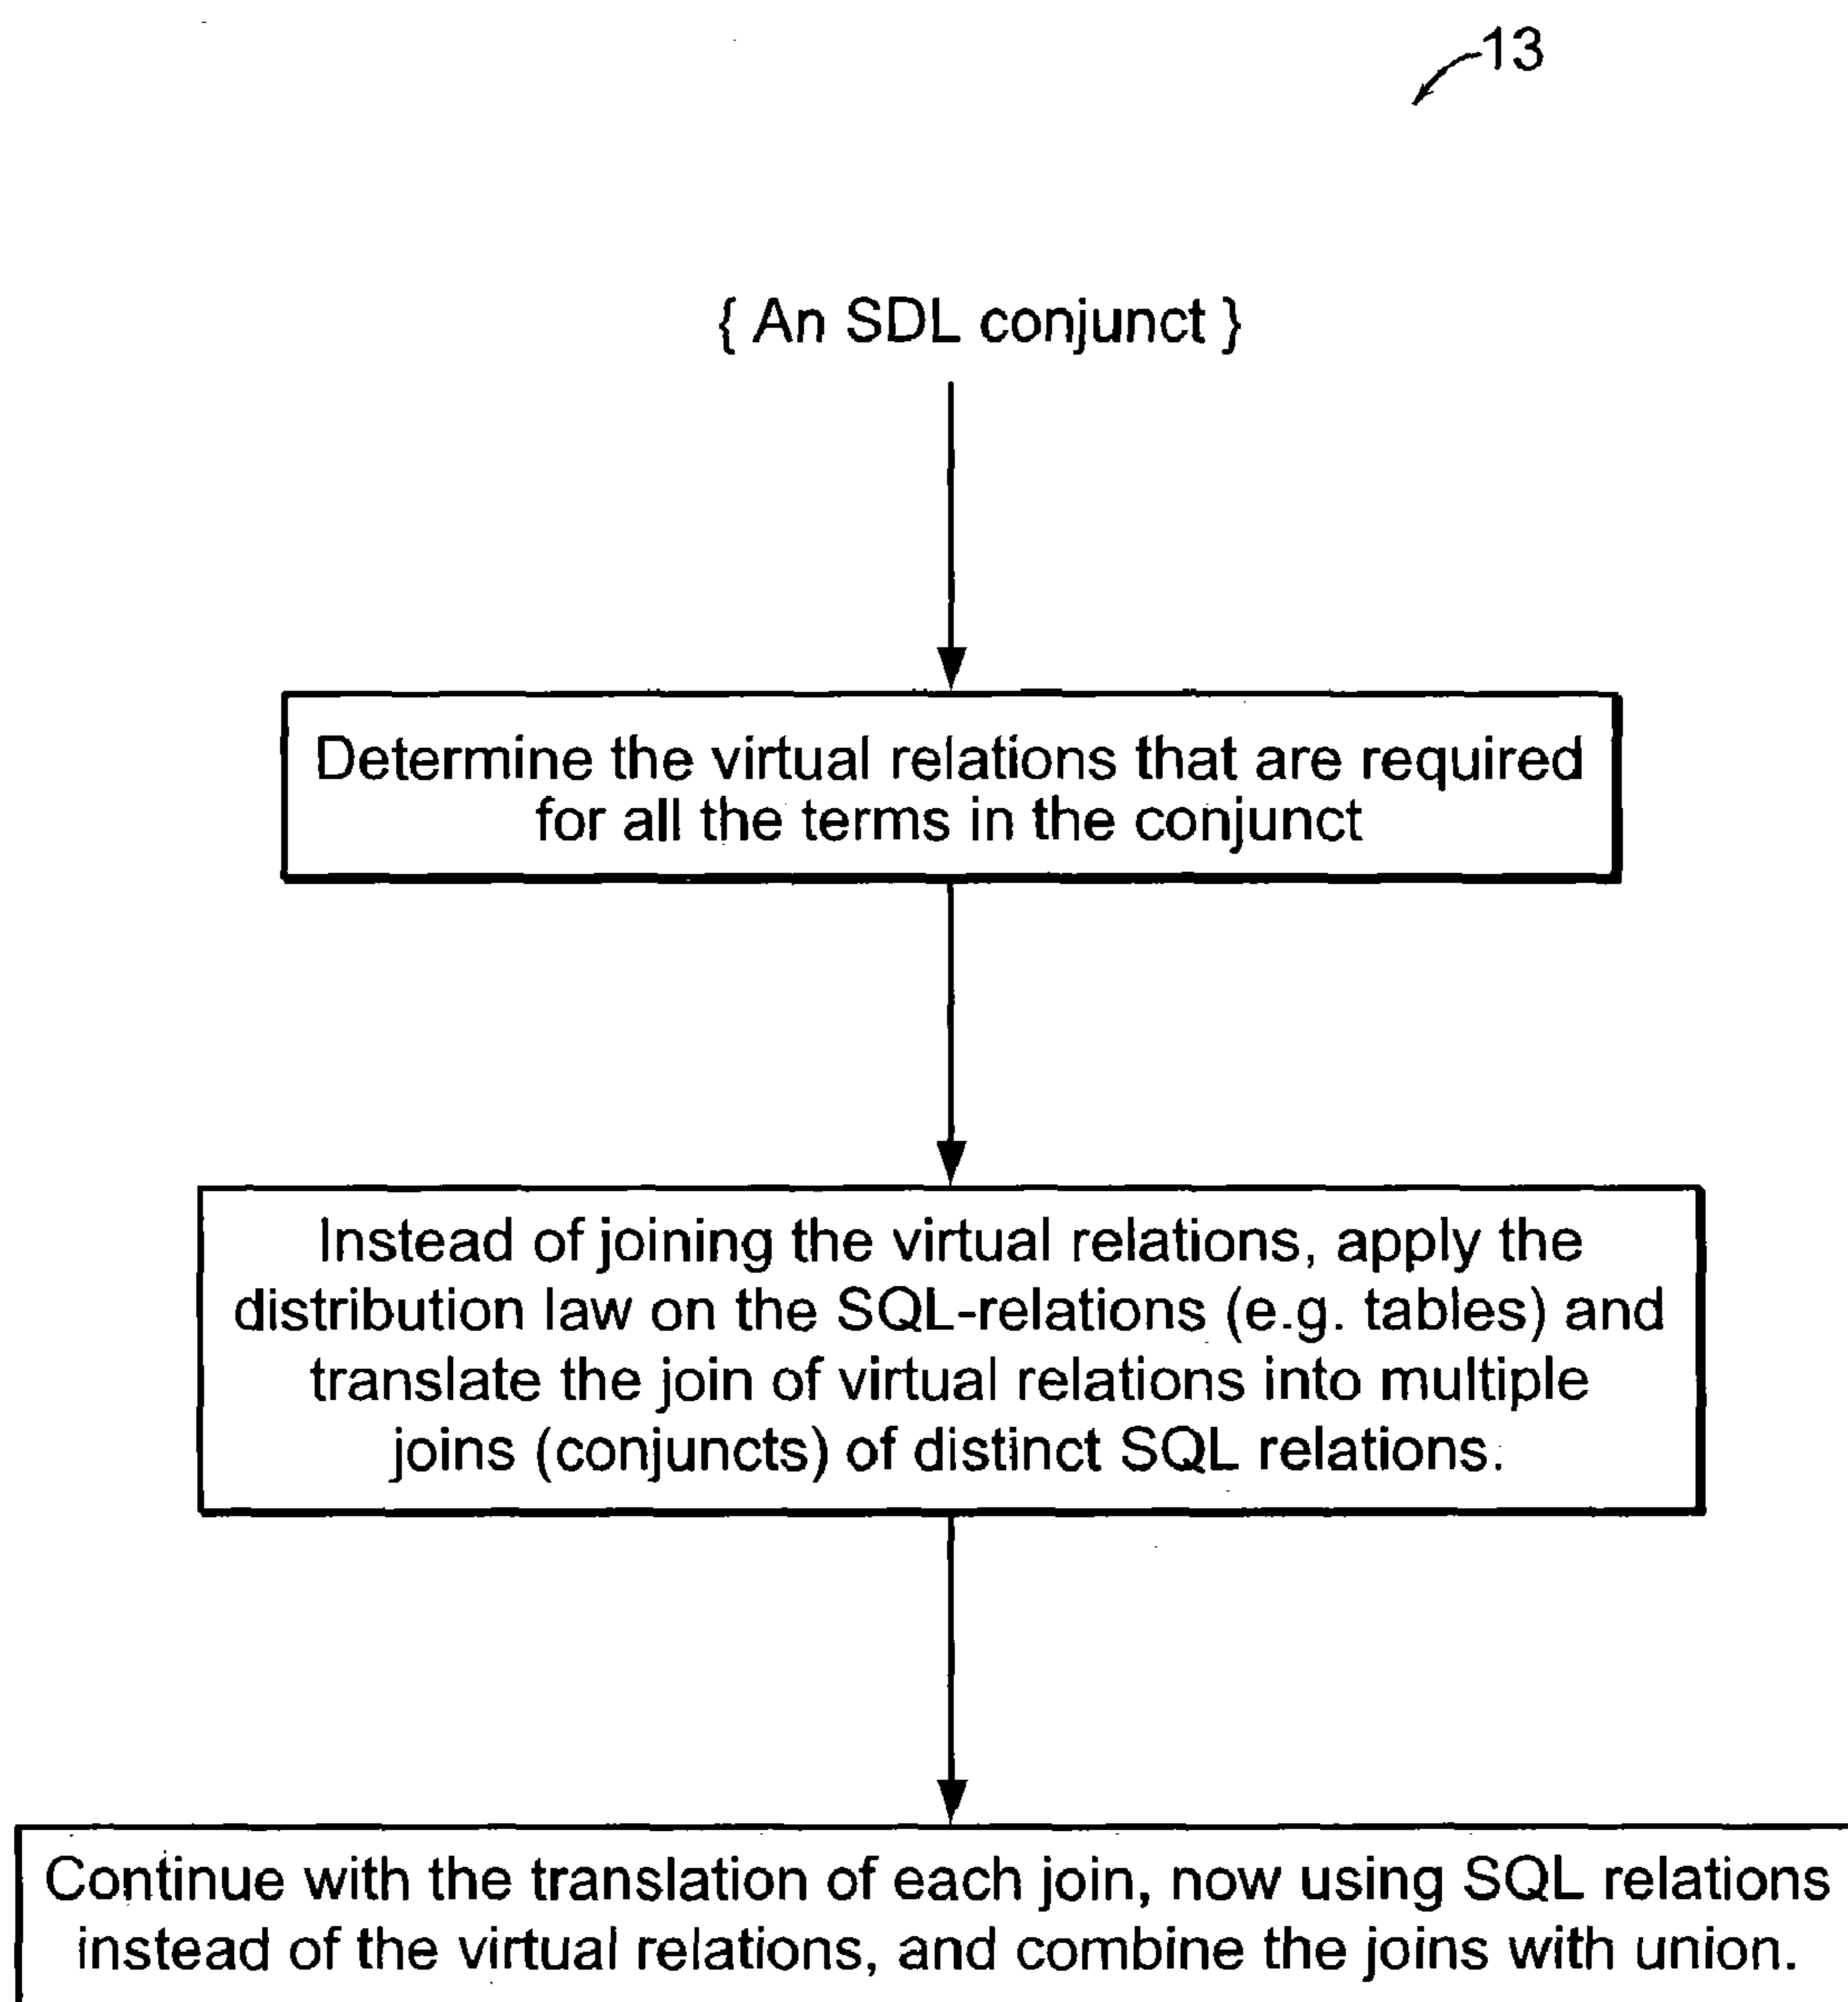 13
{ An SDL conjunct }
Determine the virtual relations that are required
for all the terms in the conjunct
Instead of joining the virtual relations, apply the
distribution law on the SQL-relations (e.g. tables) and
translate the join of virtual relations into multiple
joins (conjuncts) of distinct SQL relations.
Continue with the translation of each join, now using SQL relations
instead of the virtual relations, and combine the joins with union.